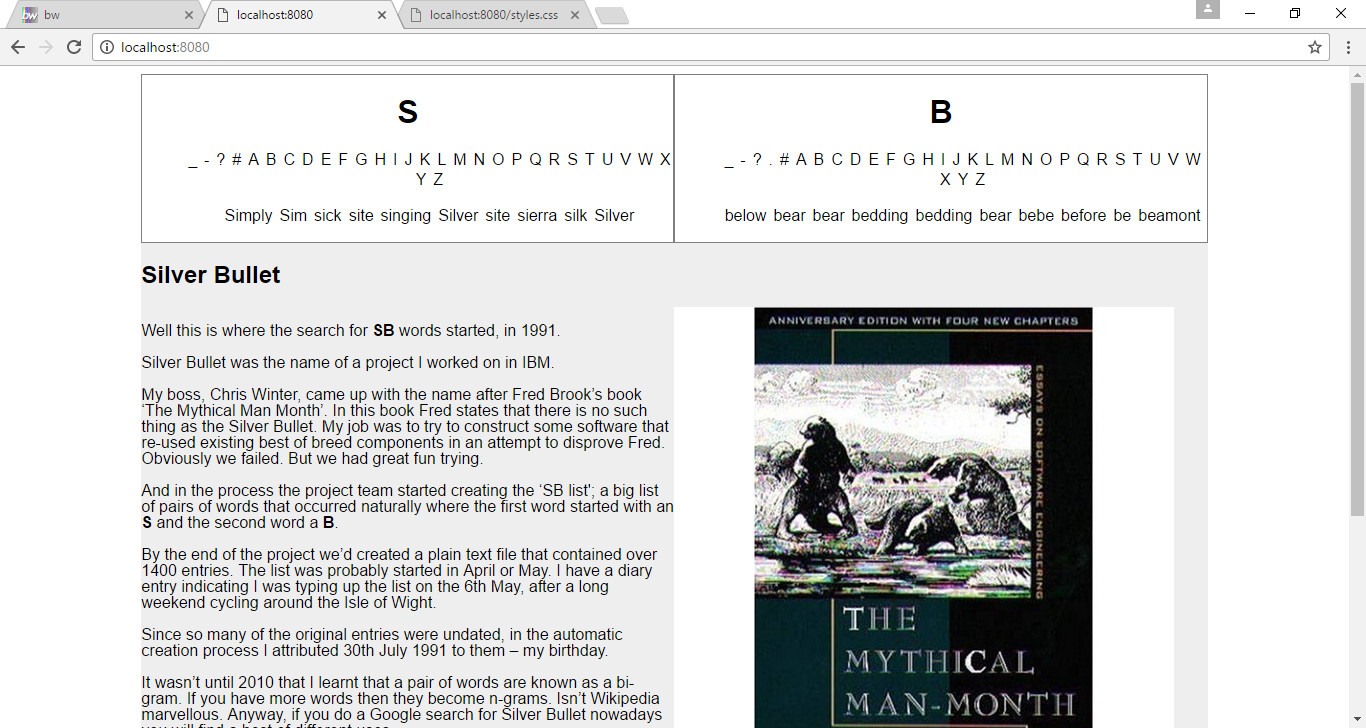 bw
localhost:8080
localhost:8080/styles.css
localhost:8080
S
_ - ? # A B C D E F G H I J K L M N O P Q R S T U V W X
Y Z
Simply Sim sick site singing Silver site sierra silk Silver
B
_ - ? . # A B C D E F G H I J K L M N O P Q R S T U V W
X Y Z
below bear bear bedding bedding bear bebe before be beamont
Silver Bullet
Well this is where the search for SB words started, in 1991.
Silver Bullet was the name of a project I worked on in IBM.
My boss, Chris Winter, came up with the name after Fred Brook’s book
‘The Mythical Man Month’. In this book Fred states that there is no such
thing as the Silver Bullet. My job was to try to construct some software that
re-used existing best of breed components in an attempt to disprove Fred.
Obviously we failed. But we had great fun trying.
And in the process the project team started creating the ‘SB list'; a big list
of pairs of words that occurred naturally where the first word started with an
S and the second word a B.
By the end of the project we’d created a plain text file that contained over
1400 entries. The list was probably started in April or May. I have a diary
entry indicating I was typing up the list on the 6th May, after a long
weekend cycling around the Isle of Wight.
Since so many of the original entries were undated, in the automatic
creation process I attributed 30th July 1991 to them – my birthday.
It wasn’t until 2010 that I learnt that a pair of words are known as a bi-
gram. If you have more words then they become n-grams. Isn’t Wikipedia
marvellous. Anyway, if you do a Google search for Silver Bullet nowadays
you will find a host of different uses
ANNIVERSARY EDITION WITH FOUR NEW CHAPTERS
ESSAYS ON SOFTWARE ENGINEERING
THE
MYTHICAL
MAN-MONTH